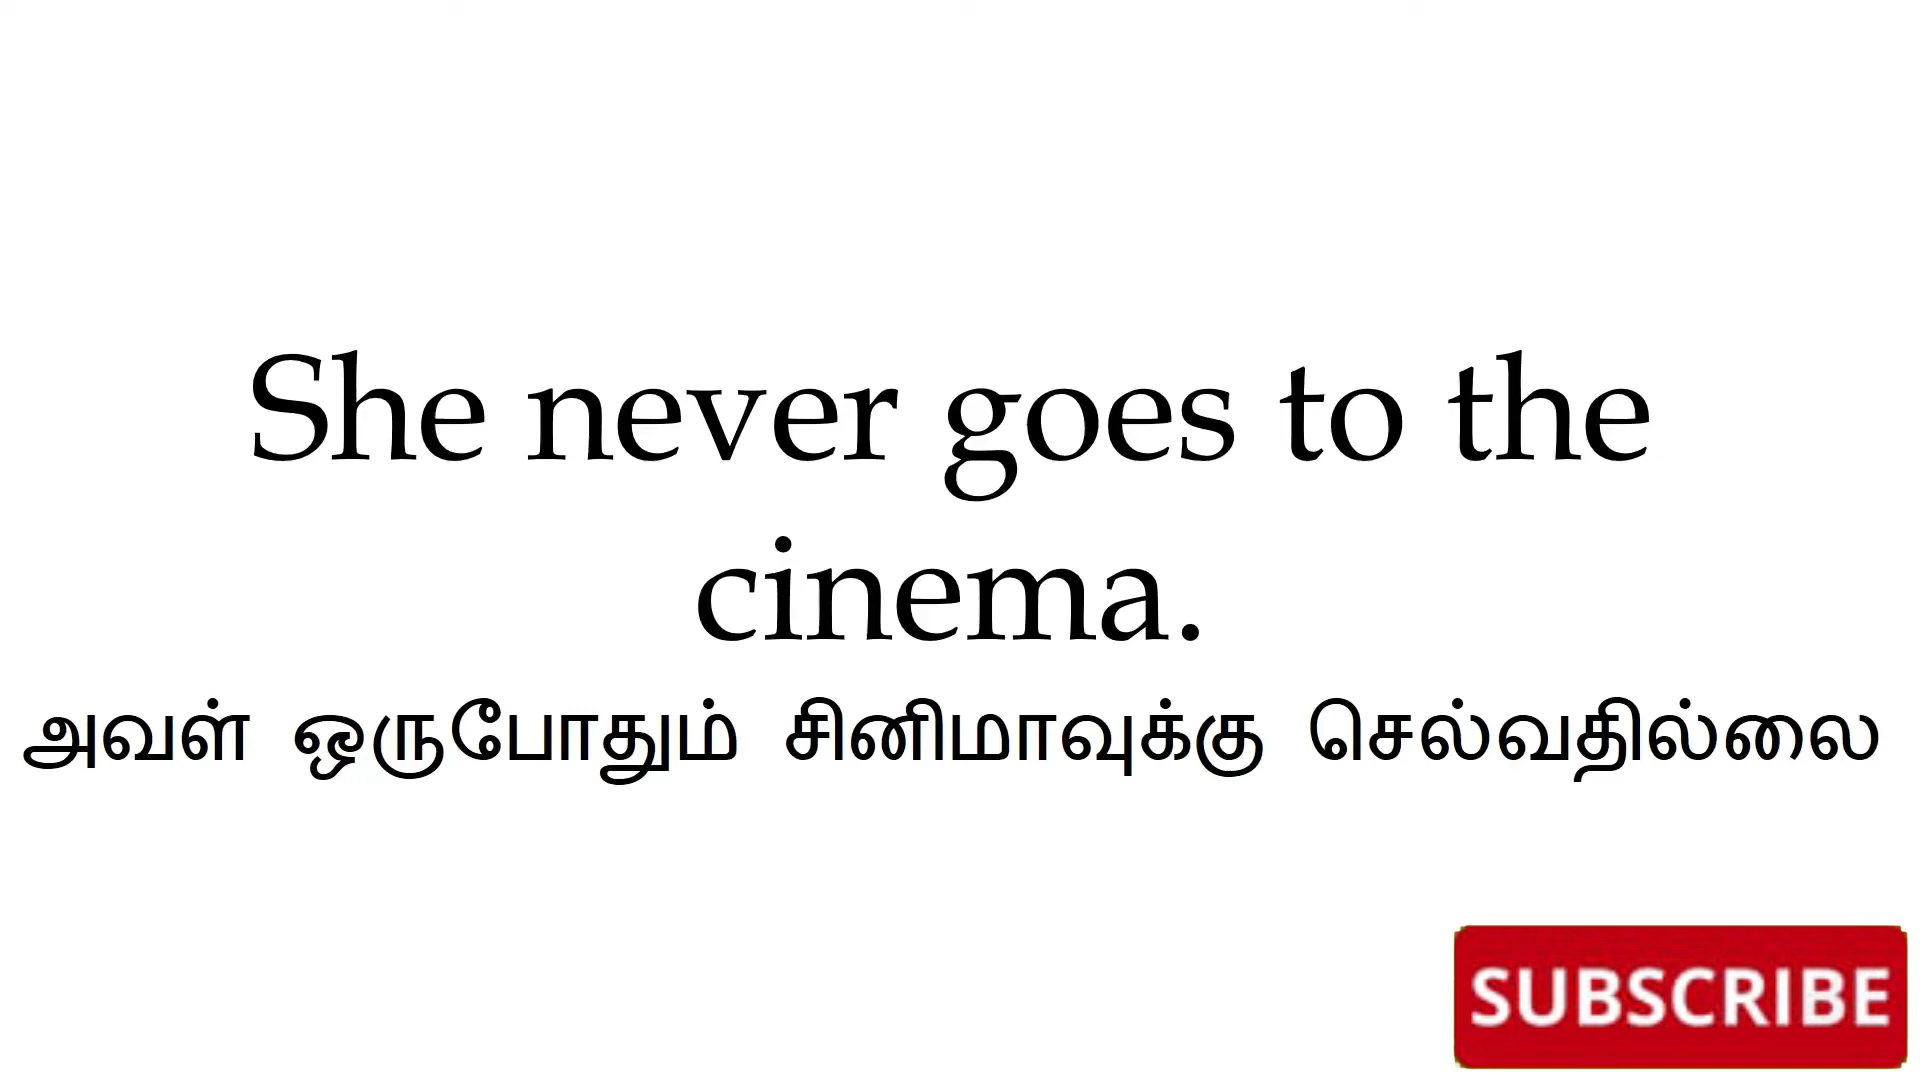 She never goes to the
cinema.
அவள் ஒருபோதும் சினிமாவுக்கு செல்வதில்லை
SUBSCRIBE